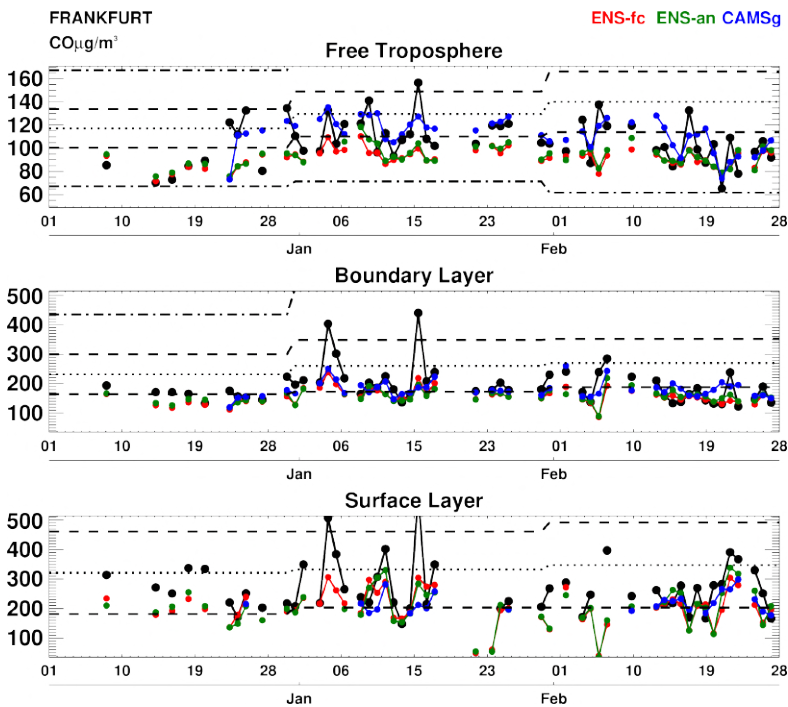 FRANKFURT ENS-fc ENS-an CAMSg
COμg/m³
Free Troposphere
160
140
120
100
80
60
01 10 19 28 06 15 22 23 01 10 19 28
Jan Feb
Boundary Layer
500
400
300
200
100
01 10 19 28 06 15 22 23 01 10 19 28
Jan Feb
Surface Layer
500
400
300
200
100
01 10 19 28 06 15 22 23 01 10 19 28
Jan Feb